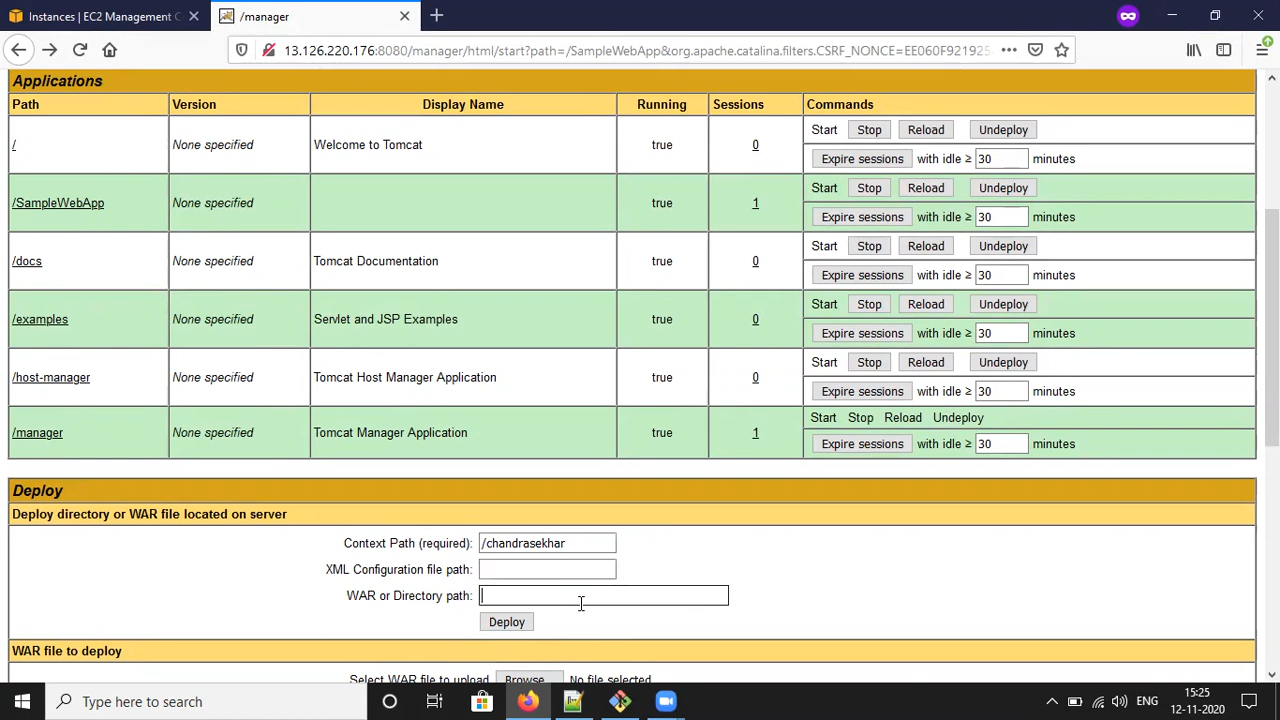 Instances | EC2 Management C
/manager
13.126.220.176:8080/manager/html/start?path=/SampleWebApp&org.apache.catalina.filters.CSRF_NONCE=EE060F921925
Applications
Path Version Display Name Running Sessions Commands
/ None specified Welcome to Tomcat true 0 Start Stop Reload Undeploy
Expire sessions with idle ≥ 30 minutes
/SampleWebApp None specified true 1 Start Stop Reload Undeploy
Expire sessions with idle ≥ 30 minutes
/docs None specified Tomcat Documentation true 0 Start Stop Reload Undeploy
Expire sessions with idle ≥ 30 minutes
/examples None specified Servlet and JSP Examples true 0 Start Stop Reload Undeploy
Expire sessions with idle ≥ 30 minutes
/host-manager None specified Tomcat Host Manager Application true 0 Start Stop Reload Undeploy
Expire sessions with idle ≥ 30 minutes
/manager None specified Tomcat Manager Application true 1 Start Stop Reload Undeploy
Expire sessions with idle ≥ 30 minutes
Deploy
Deploy directory or WAR file located on server
Context Path (required): /chandrasekhar
XML Configuration file path:
WAR or Directory path:
Deploy
WAR file to deploy
Select WAR file to upload Browse... No file selected.
Type here to search
ENG
15:25
12-11-2020